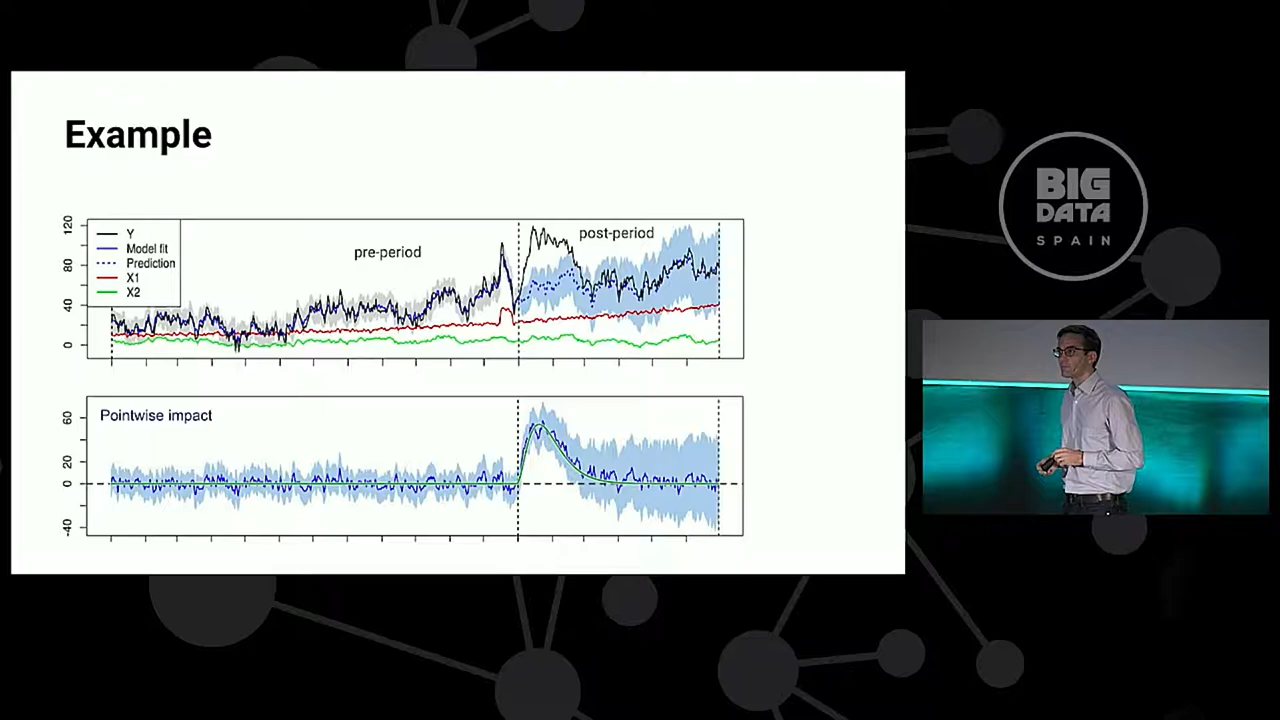 Example
120
80
40
0
Y
Model fit
Prediction
X1
X2
pre-period
post-period
60
20
0
-40
Pointwise impact
BIG
DATA
SPAIN